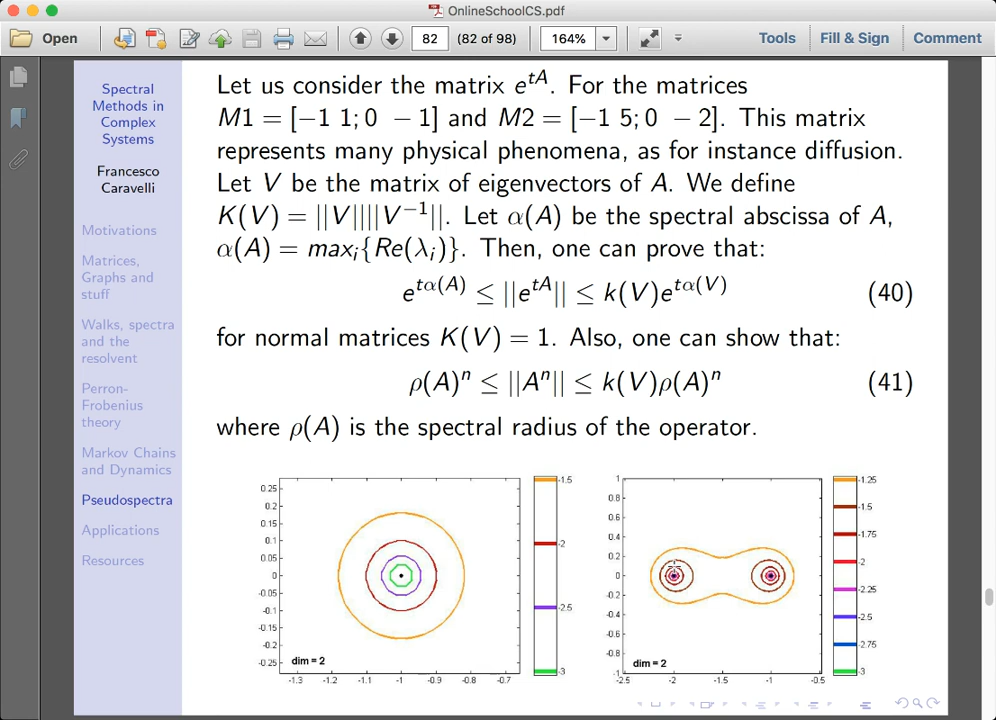 OnlineSchoolCS.pdf
Open
82
(82 of 98)
164%
Tools
Fill & Sign
Comment
Spectral
Methods in
Complex
Systems
Francesco
Caravelli
Motivations
Matrices,
Graphs and
stuff
Walks, spectra
and the
resolvent
Perron-
Frobenius
theory
Markov Chains
and Dynamics
Pseudospectra
Applications
Resources
Let us consider the matrix e^{tA}. For the matrices
M1 = [−1 1; 0 −1] and M2 = [−1 5; 0 −2]. This matrix
represents many physical phenomena, as for instance diffusion.
Let V be the matrix of eigenvectors of A. We define
K(V) = ||V||||V^{−1}||. Let α(A) be the spectral abscissa of A,
α(A) = max_i{Re(λ_i)}. Then, one can prove that:
e^{tα(A)} ≤ ||e^{tA}|| ≤ k(V)e^{tα(V)} (40)
for normal matrices K(V) = 1. Also, one can show that:
ρ(A)^n ≤ ||A^n|| ≤ k(V)ρ(A)^n (41)
where ρ(A) is the spectral radius of the operator.
0.25
0.2
0.15
0.1
0.05
0
-0.05
-0.1
-0.15
-0.2
-0.25
dim = 2
-1.3 -1.2 -1.1 -1 -0.9 -0.8 -0.7
-1.5
-2
-2.5
-3
1
0.8
0.6
0.4
0.2
0
-0.2
-0.4
-0.6
-0.8
-1
dim = 2
-2.5 -2 -1.5 -1 -0.5
-1.25
-1.5
-1.75
-2
-2.25
-2.5
-2.75
-3